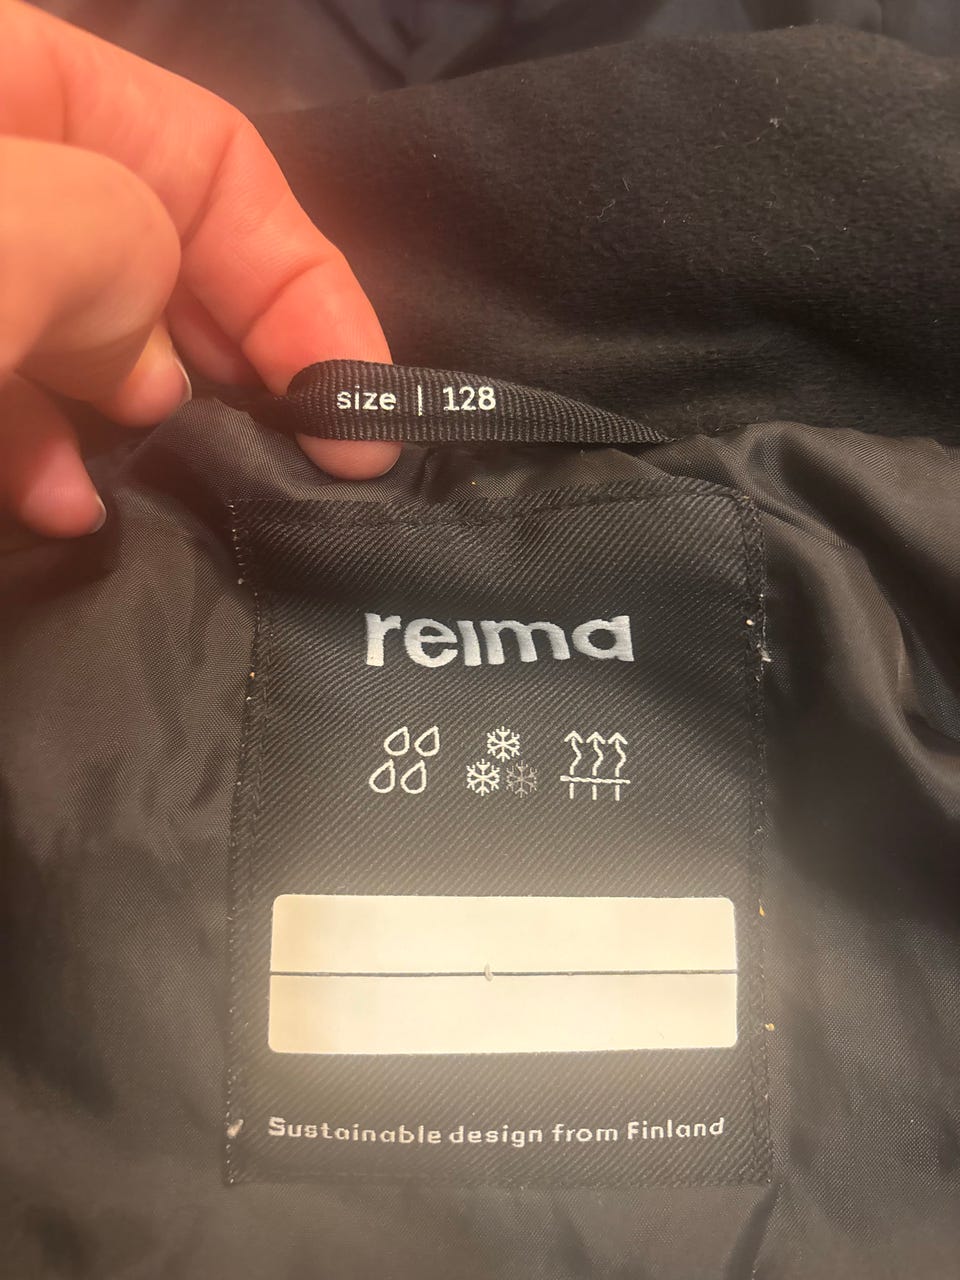 size | 128
reima
Sustainable design from Finland